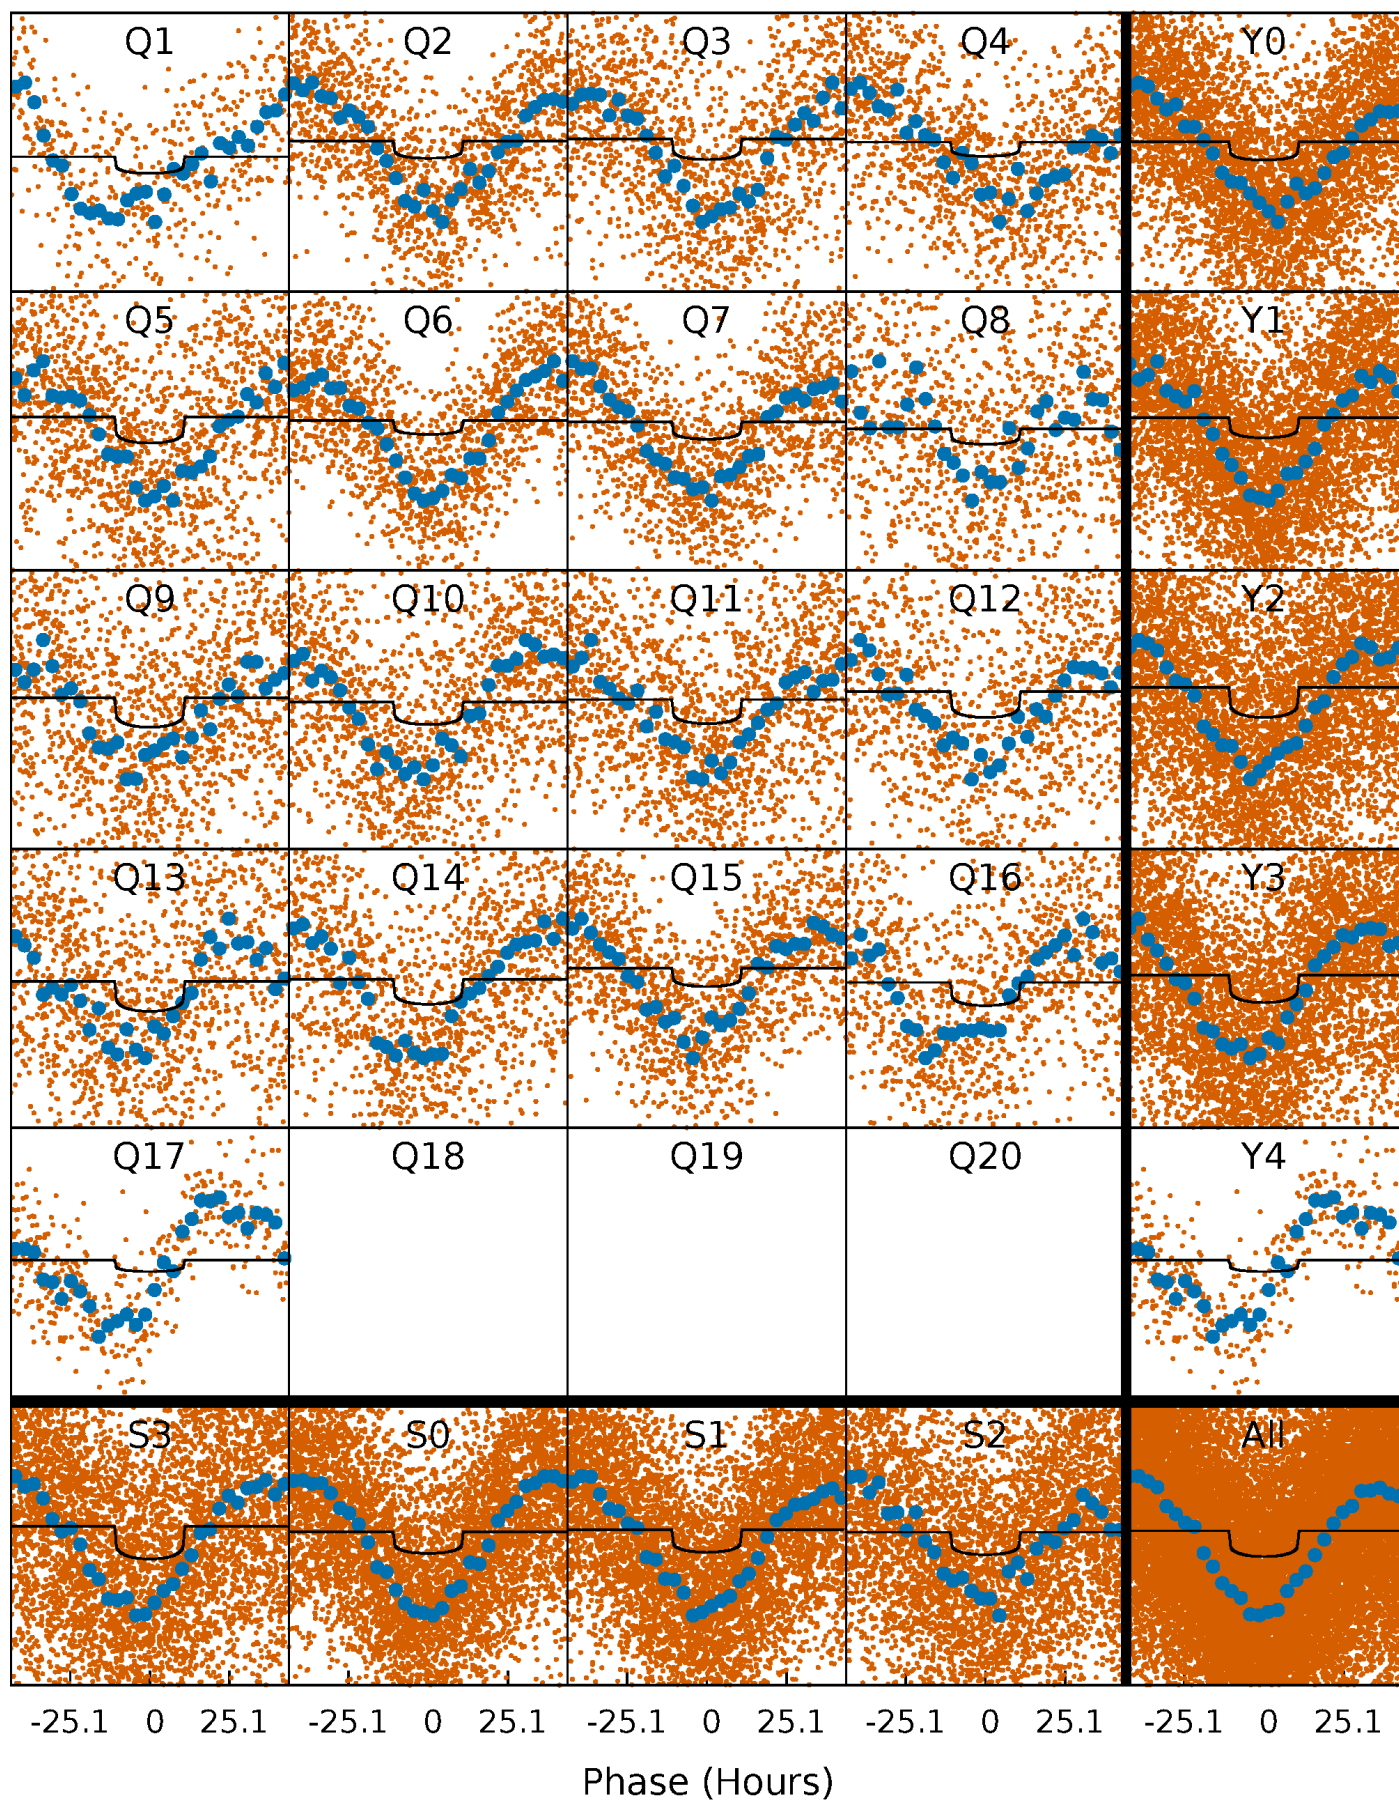 Q1 Q2 Q3 Q4 Y0
Q5 Q6 Q7 Q8 Y1
Q9 Q10 Q11 Q12 Y2
Q13 Q14 Q15 Q16 Y3
Q17 Q18 Q19 Q20 Y4
S3 S0 S1 S2 All
-25.1 0 25.1 -25.1 0 25.1 -25.1 0 25.1 -25.1 0 25.1 -25.1 0 25.1
Phase (Hours)